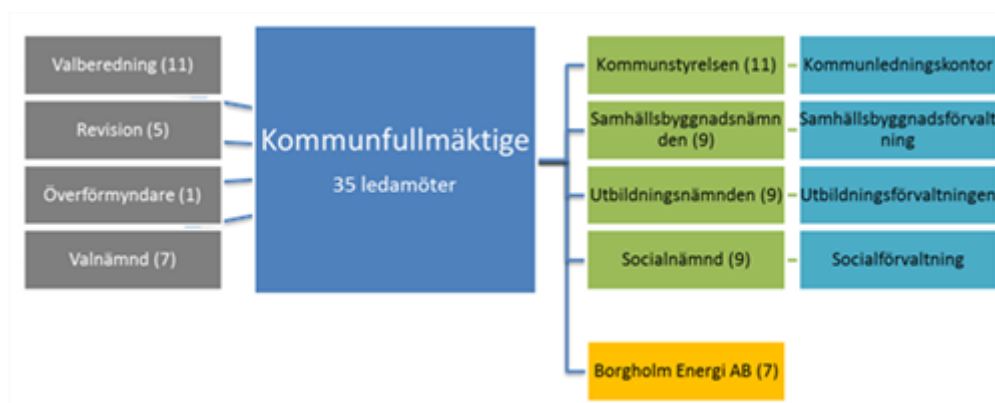 Valberedning (11)
Revision (5)
Överförmyndare (1)
Valnämnd (7)
Kommunfullmäktige
35 ledamöter
Kommunstyrelsen (11)
Kommunledningskontor
Samhällsbyggnadsnämn
den (9)
Samhällsbyggnadsförvalt
ning
Utbildningsnämnden (9)
Utbildningsförvaltningen
Socialnämnd (9)
Socialförvaltning
Borgholm Energi AB (7)